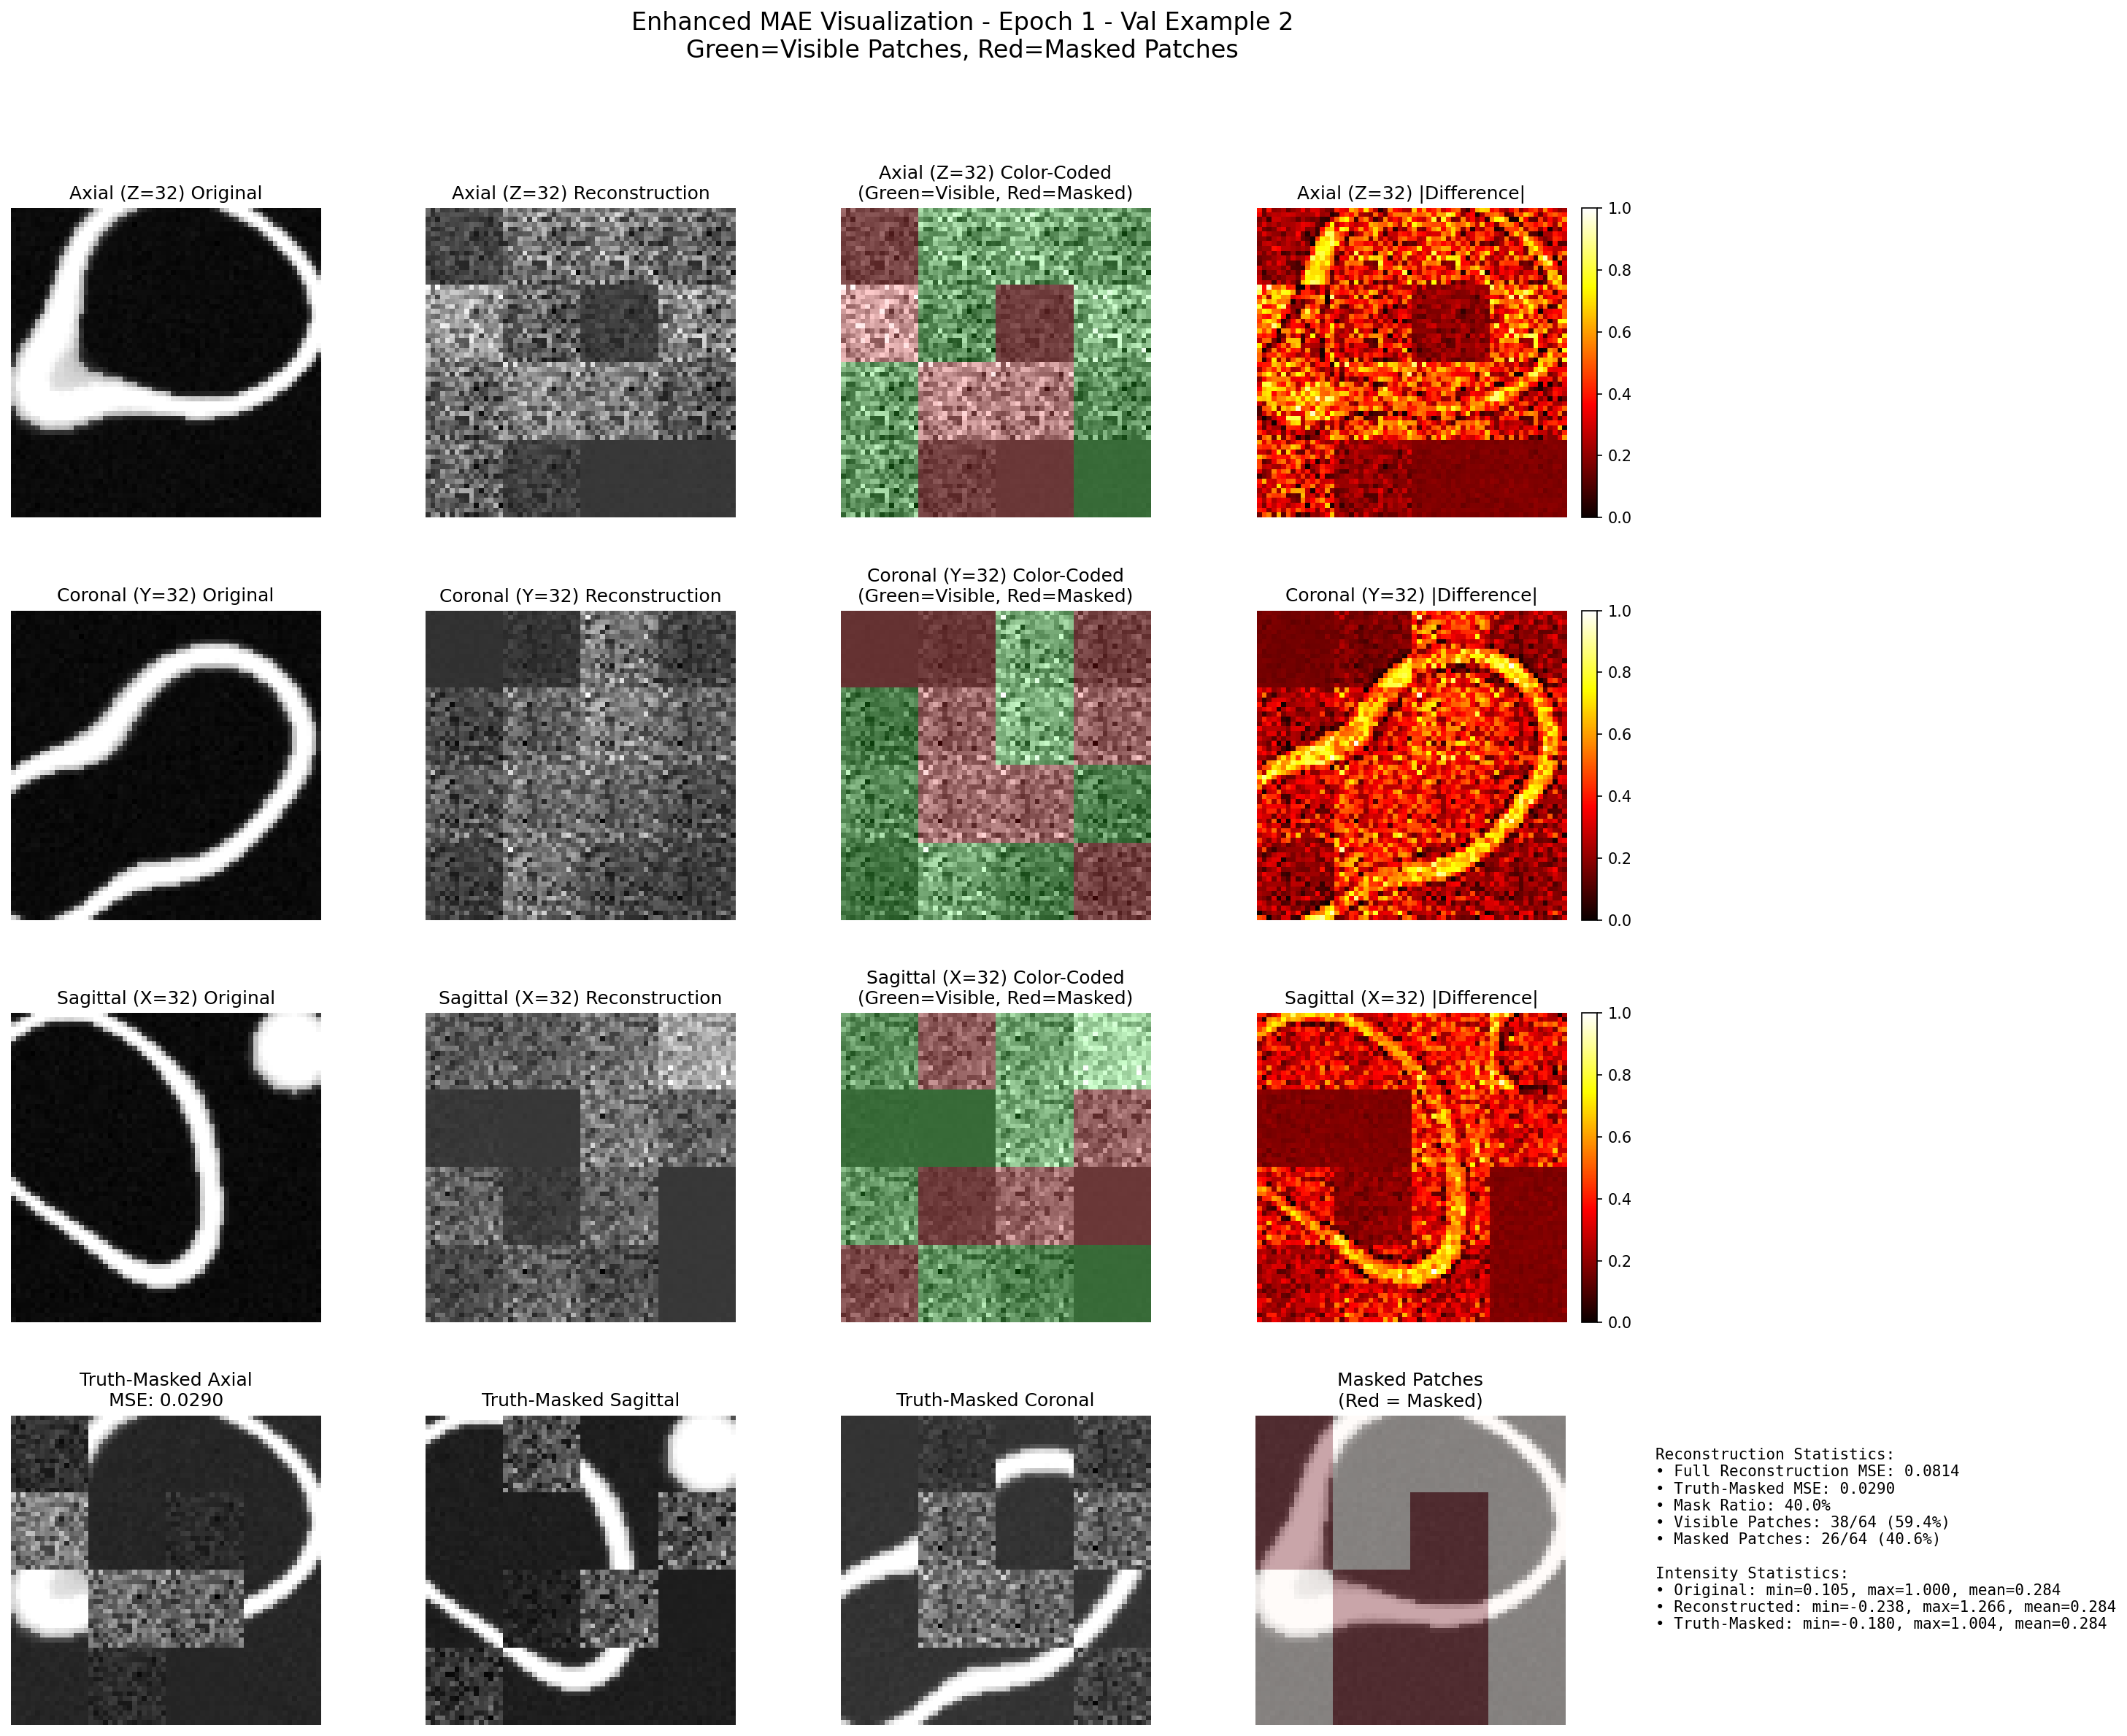 Enhanced MAE Visualization - Epoch 1 - Val Example 2
Green=Visible Patches, Red=Masked Patches
Axial (Z=32) Original
Axial (Z=32) Reconstruction
Axial (Z=32) Color-Coded
(Green=Visible, Red=Masked)
Axial (Z=32) |Difference|
1.0
0.8
0.6
0.4
0.2
0.0
Coronal (Y=32) Original
Coronal (Y=32) Reconstruction
Coronal (Y=32) Color-Coded
(Green=Visible, Red=Masked)
Coronal (Y=32) |Difference|
1.0
0.8
0.6
0.4
0.2
0.0
Sagittal (X=32) Original
Sagittal (X=32) Reconstruction
Sagittal (X=32) Color-Coded
(Green=Visible, Red=Masked)
Sagittal (X=32) |Difference|
1.0
0.8
0.6
0.4
0.2
0.0
Truth-Masked Axial
MSE: 0.0290
Truth-Masked Sagittal
Truth-Masked Coronal
Masked Patches
(Red = Masked)
Reconstruction Statistics:
• Full Reconstruction MSE: 0.0814
• Truth-Masked MSE: 0.0290
• Mask Ratio: 40.0%
• Visible Patches: 38/64 (59.4%)
• Masked Patches: 26/64 (40.6%)
Intensity Statistics:
• Original: min=0.105, max=1.000, mean=0.284
• Reconstructed: min=-0.238, max=1.266, mean=0.284
• Truth-Masked: min=-0.180, max=1.004, mean=0.284